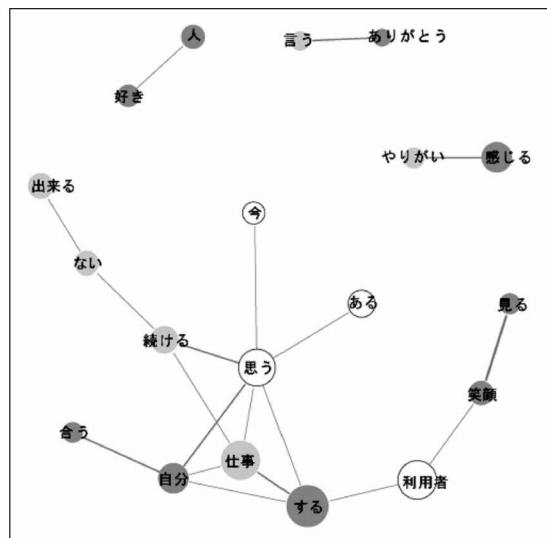 人
言う
ありがとう
好き
やりがい
感じる
出来る
今
ない
ある
見る
続ける
思う
笑顔
合う
仕事
自分
利用者
する